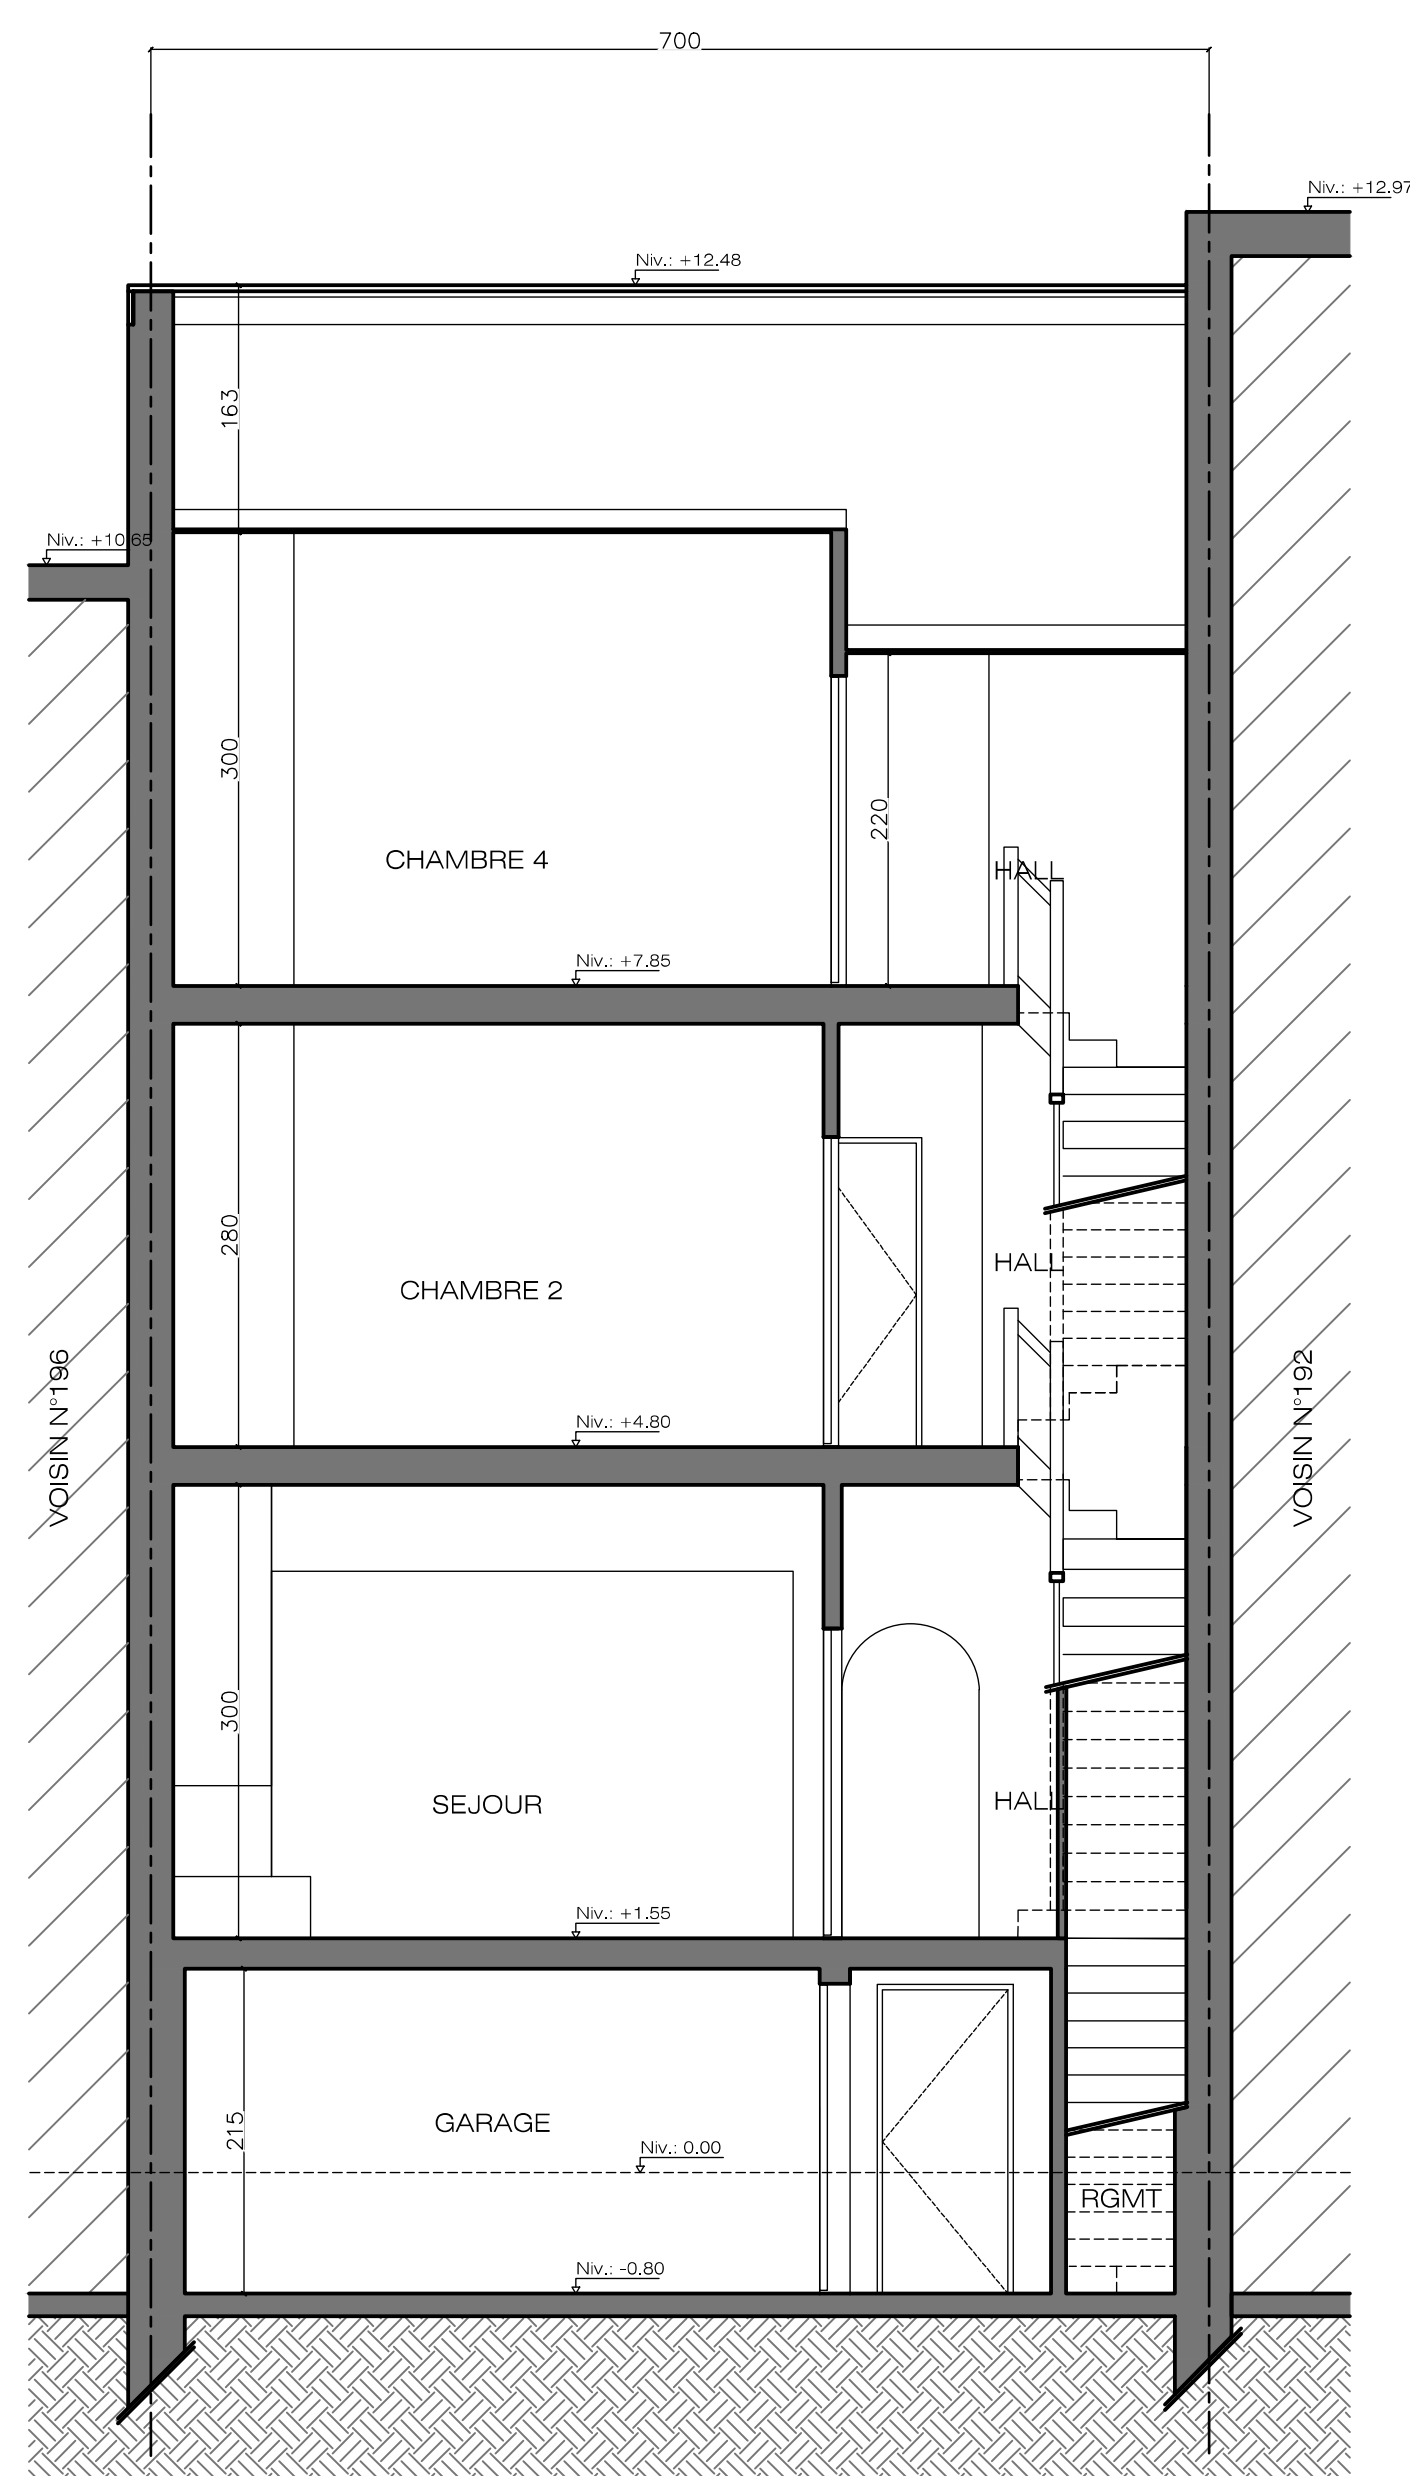 700
Niv.: +12.97
Niv.: +12.48
163
Niv.: +10.65
300
220
CHAMBRE 4
HALL
Niv.: +7.85
280
HALL
CHAMBRE 2
VOISIN N°196
VOISIN N°192
Niv.: +4.80
300
SEJOUR
HALL
Niv.: +1.55
215
GARAGE
Niv.: 0.00
RGMT
Niv.: -0.80